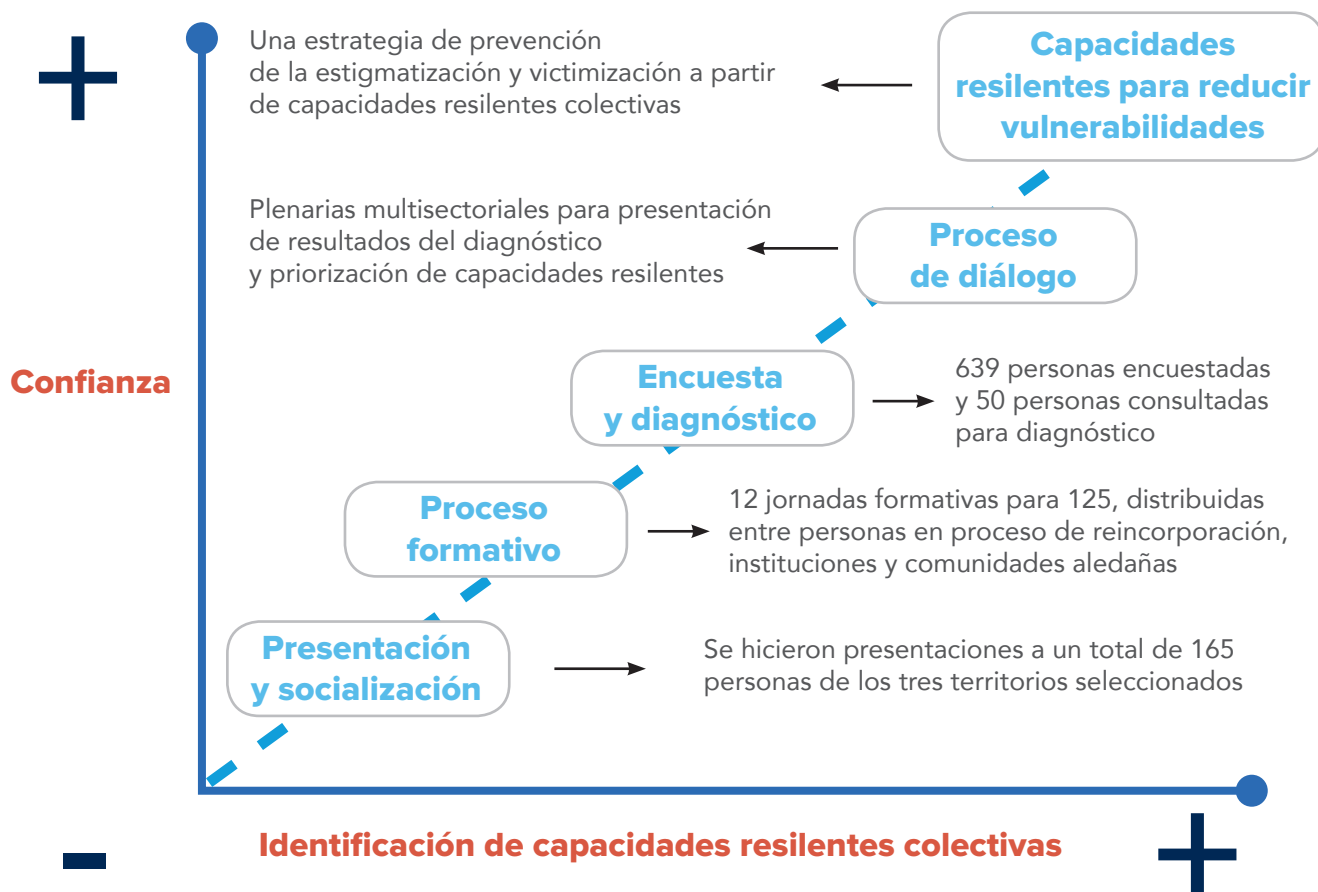 +
Una estrategia de prevención
de la estigmatización y victimización a partir
de capacidades resilentes colectivas
Capacidades
resilentes para reducir
vulnerabilidades
Plenarias multisectoriales para presentación
de resultados del diagnóstico
y priorización de capacidades resilentes
Proceso
de diálogo
Confianza
Encuesta
y diagnóstico
639 personas encuestadas
y 50 personas consultadas
para diagnóstico
Proceso
formativo
12 jornadas formativas para 125, distribuidas
entre personas en proceso de reincorporación,
instituciones y comunidades aledañas
Presentación
y socialización
Se hicieron presentaciones a un total de 165
personas de los tres territorios seleccionados
-
Identificación de capacidades resilentes colectivas
+